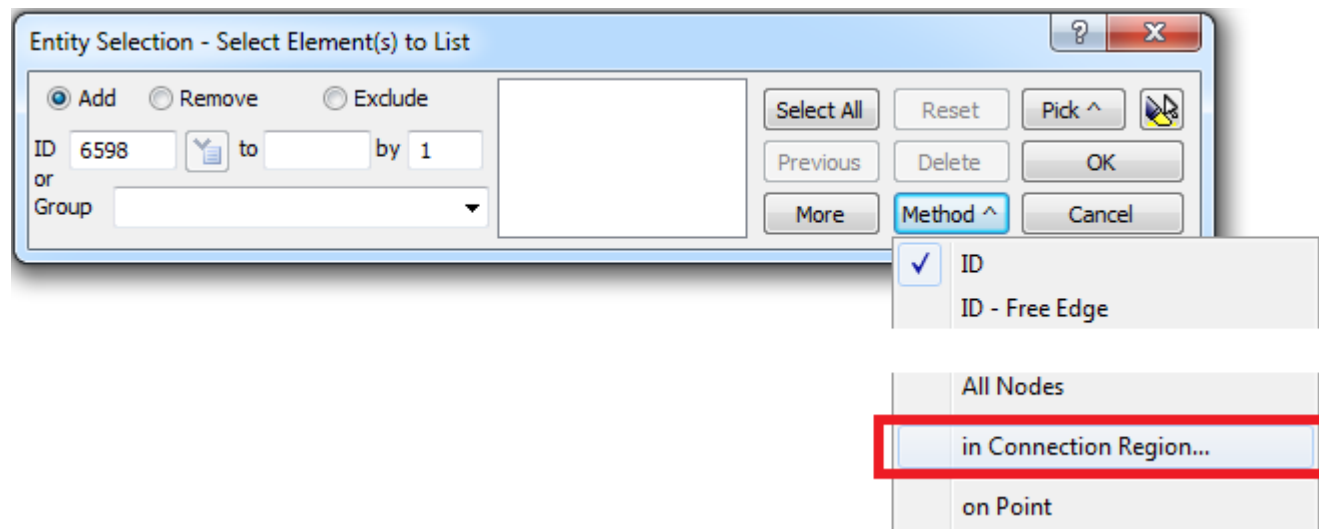 Entity Selection - Select Element(s) to List
Add Remove Exclude
ID 6598 to by 1
or
Group
Select All Reset Pick ^
Previous Delete OK
More Method ^ Cancel
ID
ID - Free Edge
All Nodes
in Connection Region...
on Point